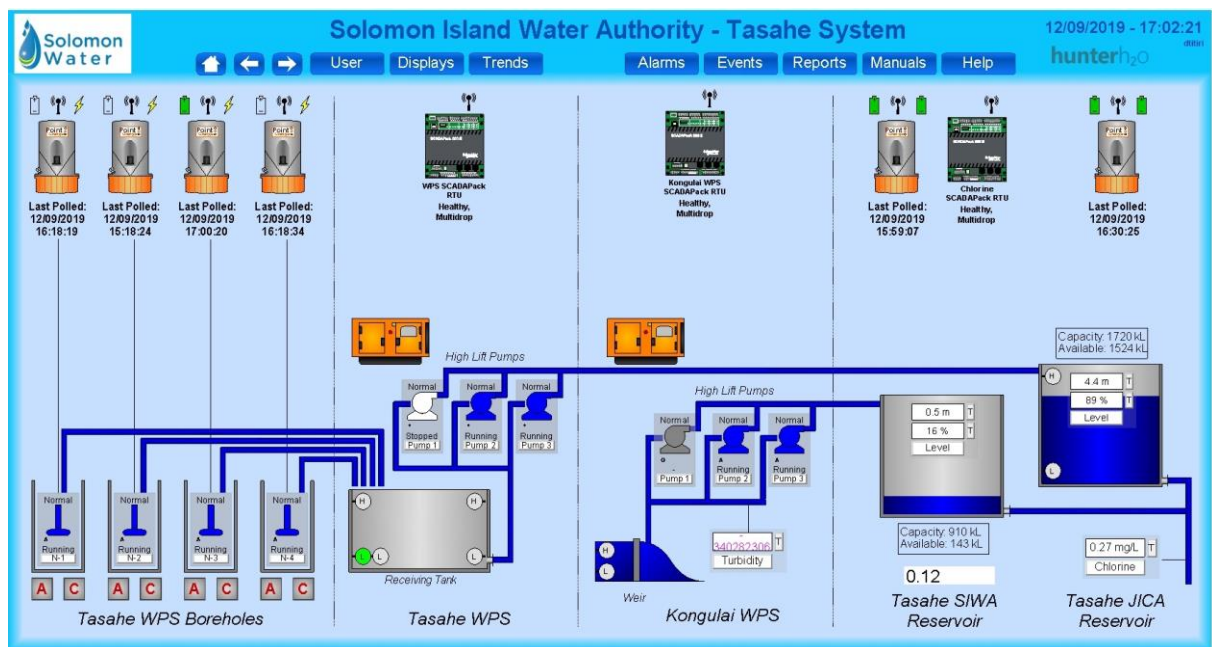 Solomon
Water
Solomon Island Water Authority - Tasahe System
12/09/2019 - 17:02:21
hunterh₂O
User
Displays
Trends
Alarms
Events
Reports
Manuals
Help
Last Polled:
12/09/2019
16:18:19
Last Polled:
12/09/2019
15:18:24
Last Polled:
12/09/2019
17:00:20
Last Polled:
12/09/2019
16:18:34
WPS SCADAPack
RTU
Healthy,
Multidrop
Kongulai WPS
SCADAPack RTU
Healthy,
Multidrop
Last Polled:
12/09/2019
15:59:07
Chlorine
SCADAPack RTU
Healthy,
Multidrop
Last Polled:
12/09/2019
16:30:25
High Lift Pumps
Normal
Stopped
Pump 1
Normal
Running
Pump 2
Normal
Running
Pump 3
High Lift Pumps
Normal
Pump 1
Normal
A
Running
Pump 2
Normal
A
Running
Pump 3
Capacity: 1720 kL
Available: 1524 kL
H
4.4 m T
89 % T
Level
L
0.5 m T
16 % T
Level
Capacity: 910 kL
Available: 143 kL
0.12
0.27 mg/L T
Chlorine
Normal
A
Running
N-1
Normal
A
Running
N-2
Normal
A
Running
N-3
Normal
A
Running
N-4
A C
A C
A C
A C
H H
L L L
Receiving Tank
H
L
Weir
-
340282306 T
Turbidity
Tasahe WPS Boreholes
Tasahe WPS
Kongulai WPS
Tasahe SIWA
Reservoir
Tasahe JICA
Reservoir